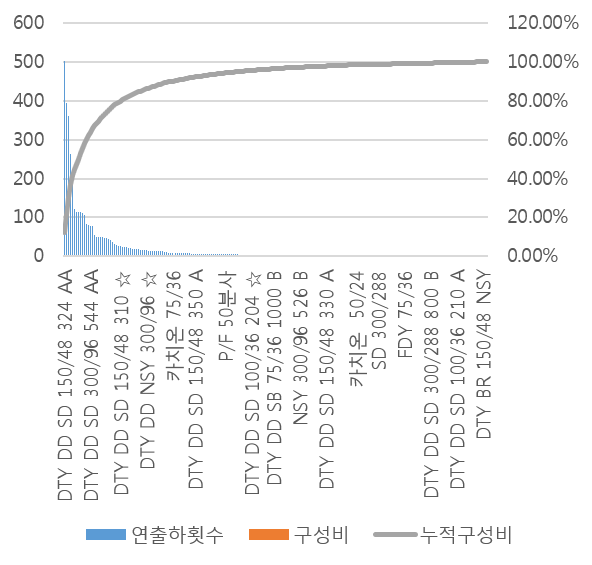 600
500
400
300
200
100
0
120.00%
100.00%
80.00%
60.00%
40.00%
20.00%
0.00%
DTY DD SD 150/48 324 AA
DTY DD SD 300/96 544 AA
DTY DD SD 150/48 310 ☆
DTY DD NSY 300/96 ☆
카치온 75/36
DTY DD SD 150/48 350 A
P/F 50분사
DTY DD SD 100/36 204 ☆
DTY DD SB 75/36 1000 B
NSY 300/96 526 B
DTY DD SD 150/48 330 A
카치온 50/24
SD 300/288
FDY 75/36
DTY DD SD 300/288 800 B
DTY DD SD 100/36 210 A
DTY BR 150/48 NSY
연출하횟수 구성비 누적구성비